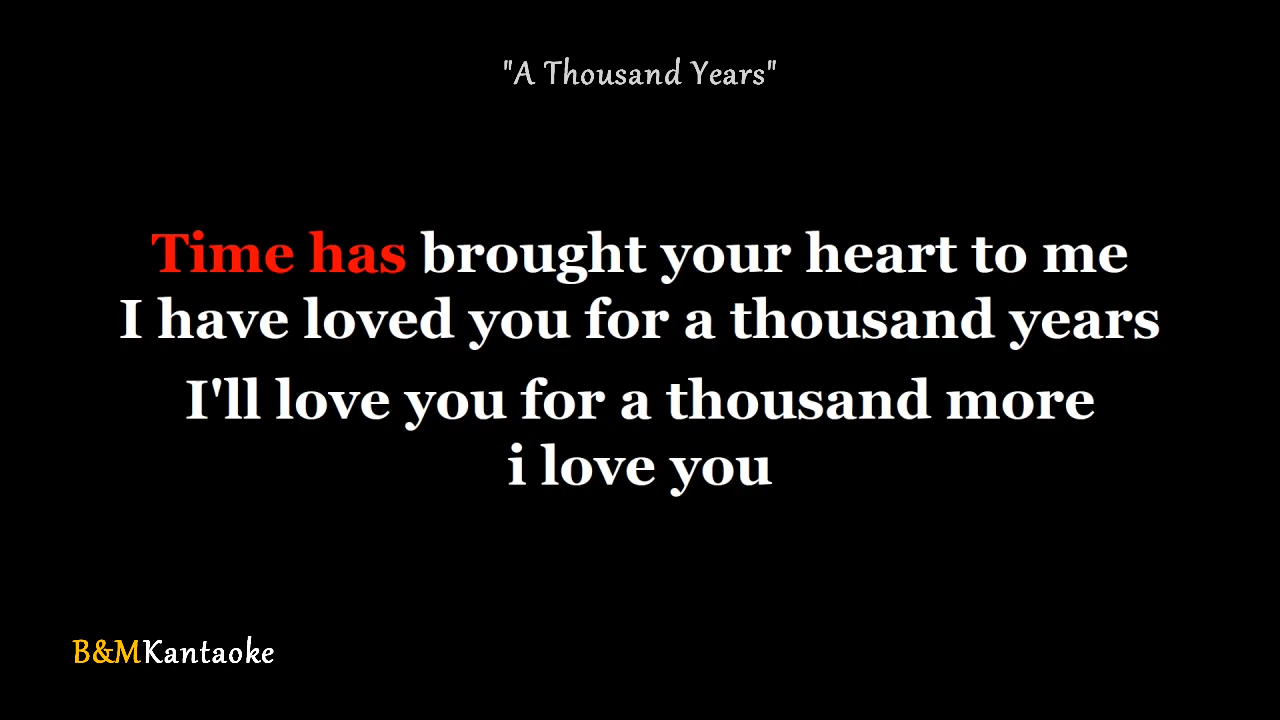 "A Thousand Years"
Time has brought your heart to me
I have loved you for a thousand years
I'll love you for a thousand more
i love you
B&MKantaoke